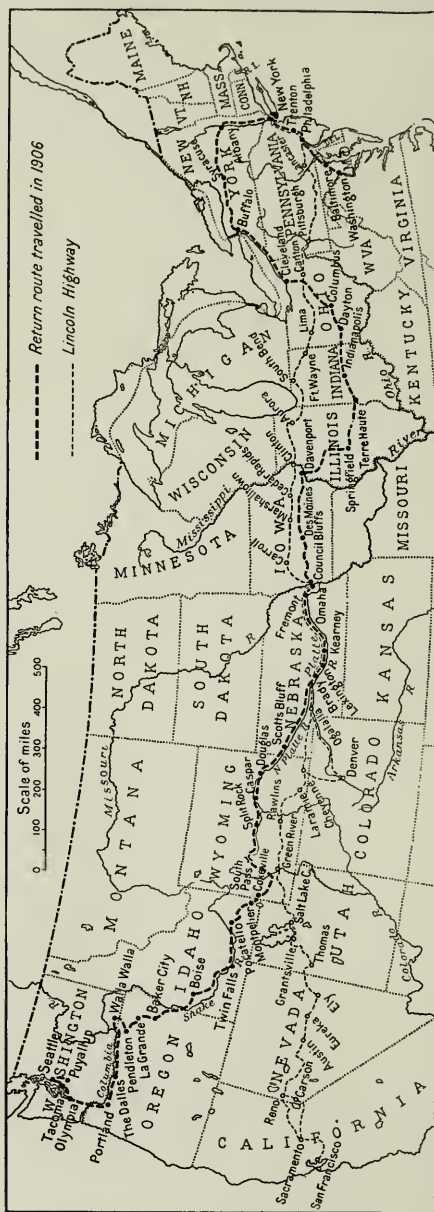 Return route travelled in 1906
Lincoln Highway
Scale of miles
0 100 200 300 400 500
WASHINGTON
Seattle
Tacoma
Olympia
Puyallup
Columbia
Walla Walla
Portland
The Dalles
Pendleton
La Grande
Baker City
OREGON
Boise
IDAHO
Snake
R
Twin Falls
Pocatello
Montpelier
Cokeville
South Pass
MONTANA
Missouri
WYOMING
Split Rock
Caspar
Douglas
Rawlins
Green River
Laramie
Cheyenne
NORTH
DAKOTA
SOUTH
DAKOTA
R
NEBRASKA
Scotts Bluff
N. Platte R
Platte R
Ogalalla
Brady
Lexington
Kearney
Fremont
Omaha
COLORADO
Denver
KANSAS
Arkansas
R
UTAH
Salt Lake C.
Grantsville
Thomas
Colorado
R
NEVADA
Ely
Eureka
Austin
Carson C
Reno
CALIFORNIA
Sacramento
San Francisco
MINNESOTA
Mississippi
River
WISCONSIN
MICHIGAN
IOWA
Carroll
Marshalltown
Cedar Rapids
Clinton
Des Moines
Council Bluffs
Davenport
MISSOURI
ILLINOIS
Aurora
Springfield
INDIANA
South Bend
Ft. Wayne
Indianapolis
Terre Haute
OHIO
Lima
Dayton
Columbus
Cleveland
Canton
Ohio
R
KENTUCKY
W. VA
VIRGINIA
PENNSYLVANIA
Pittsburgh
Lancaster
Philadelphia
Trenton
Baltimore
Washington
MD
DEL.
NEW YORK
Buffalo
Syracuse
Albany
New York
MAINE
N.H.
VT.
MASS
CONN.
R.I.